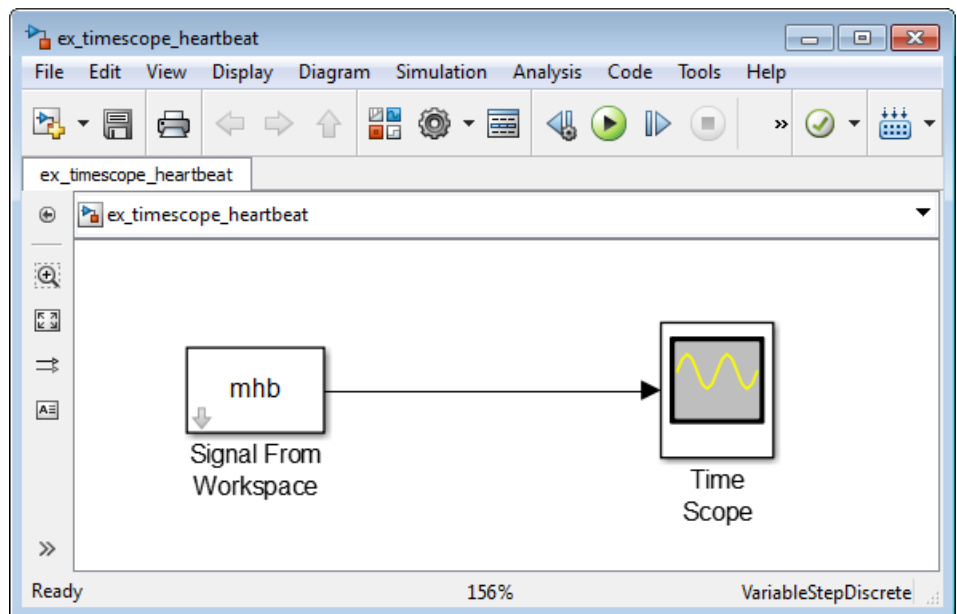 ex_timescope_heartbeat
File Edit View Display Diagram Simulation Analysis Code Tools Help
»
ex_timescope_heartbeat
ex_timescope_heartbeat
A
mhb
Signal From
Workspace
Time
Scope
»
Ready 156% VariableStepDiscrete